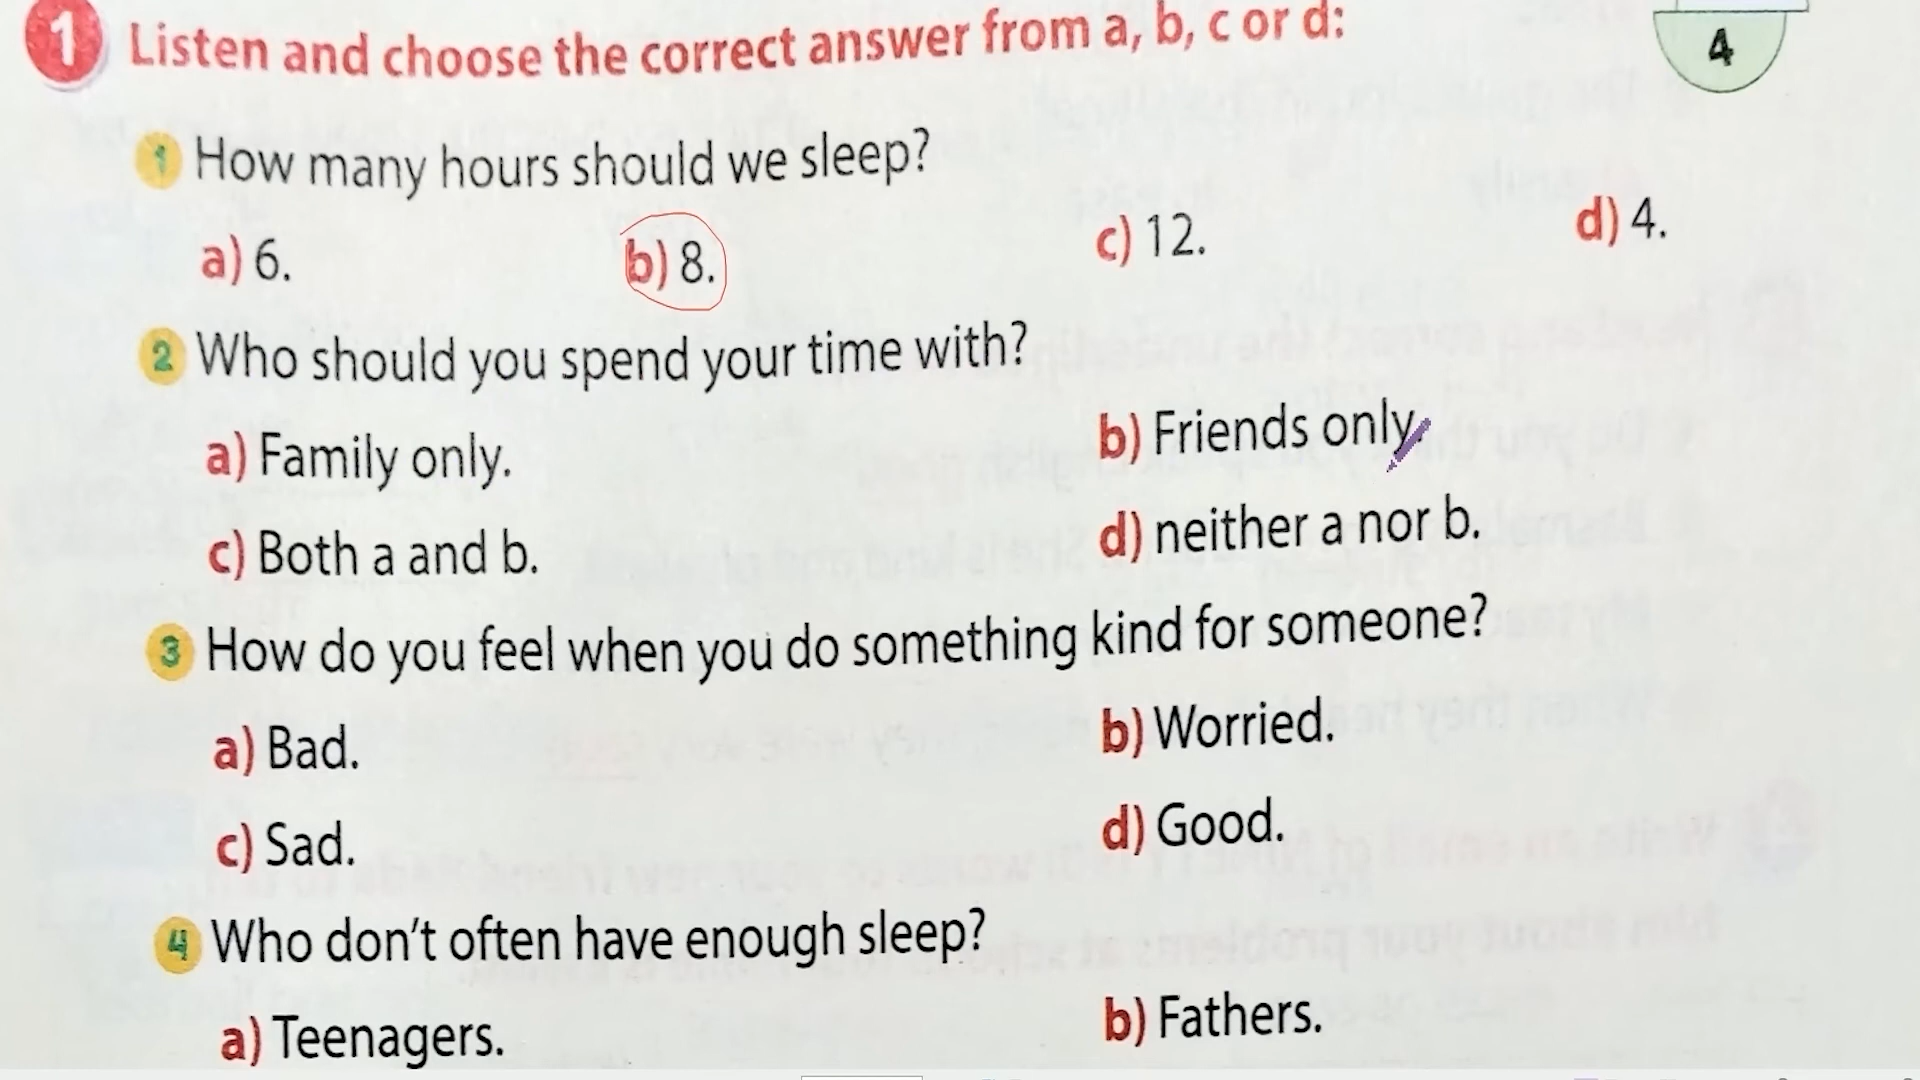 1 Listen and choose the correct answer from a, b, c or d:
4
1 How many hours should we sleep?
a) 6. b) 8. c) 12. d) 4.
2 Who should you spend your time with?
a) Family only. b) Friends only.
c) Both a and b. d) neither a nor b.
3 How do you feel when you do something kind for someone?
a) Bad. b) Worried.
c) Sad. d) Good.
4 Who don't often have enough sleep?
a) Teenagers. b) Fathers.